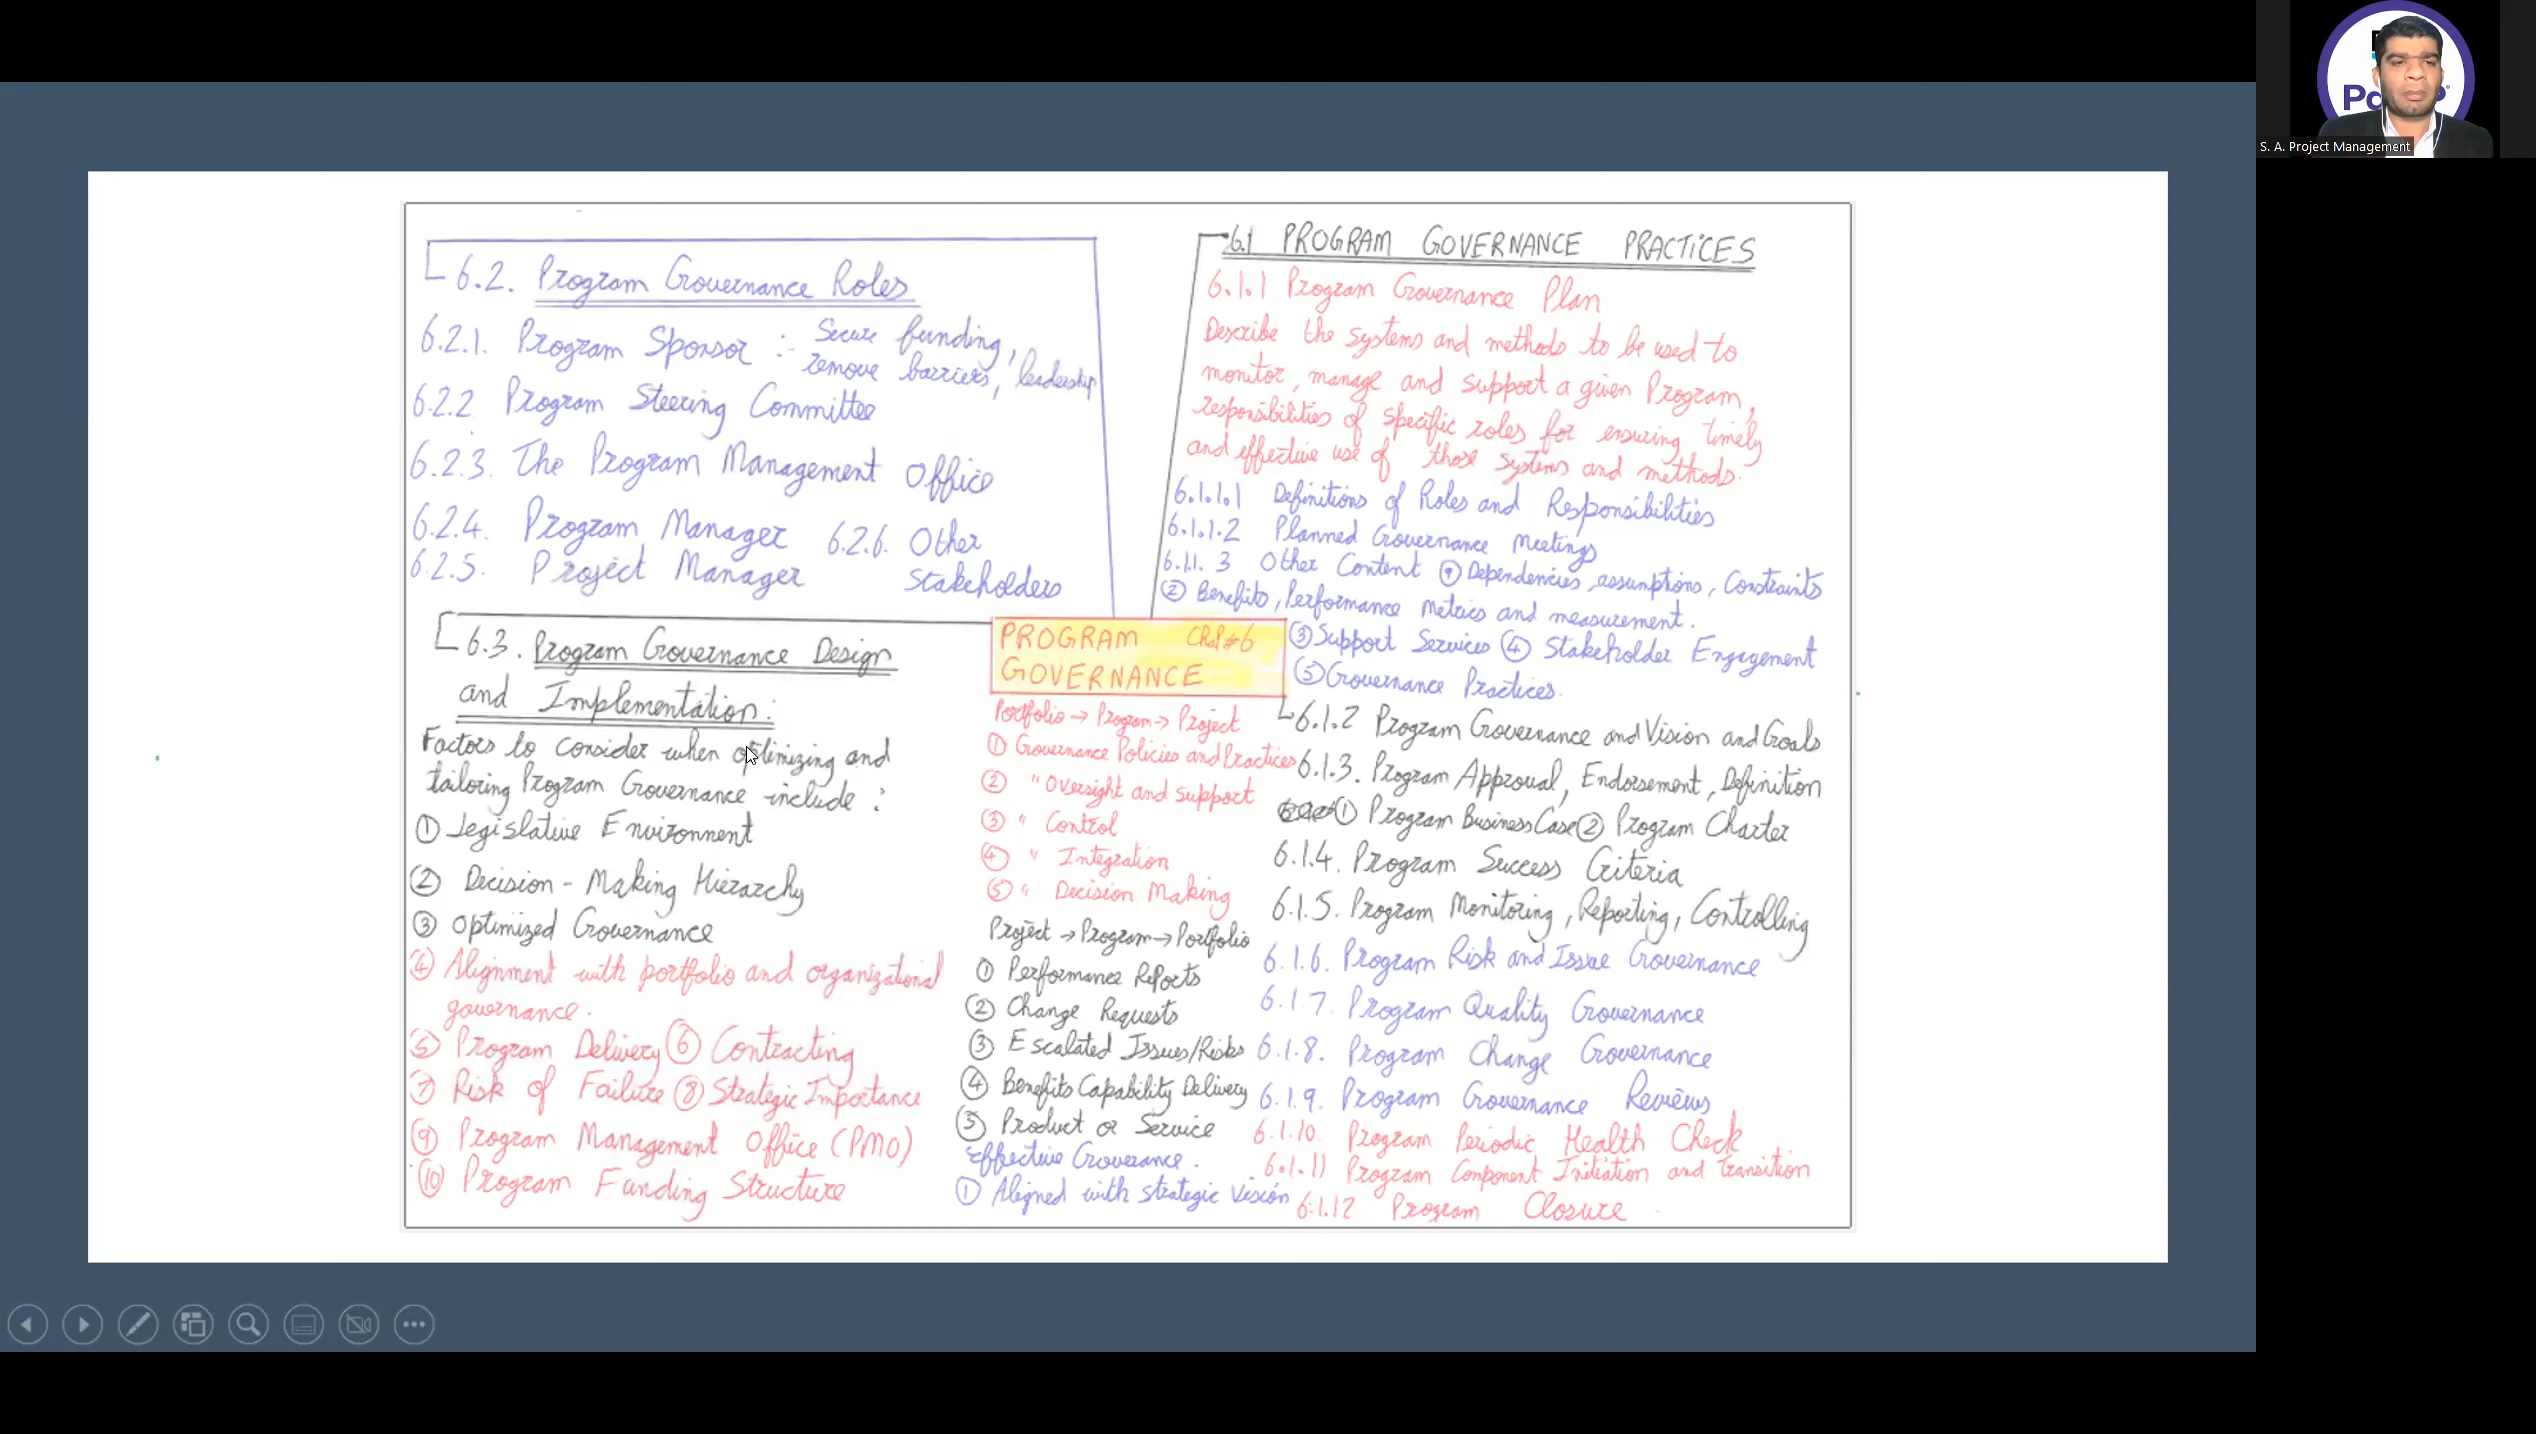 6.2. Program Governance Roles
6.2.1. Program Sponsor :- Secure funding,
remove barriers, leadership
6.2.2 Program Steering Committee
6.2.3. The Program Management Office
6.2.4. Program Manager 6.2.6. Other
6.2.5. Project Manager stakeholders
6.3. Program Governance Design
and Implementation:
Factors to consider when optimizing and
tailoring Program Governance include :
① Legislative Environment
② Decision - Making Hierarchy
③ Optimized Governance
④ Alignment with portfolio and organizational
governance.
⑤ Program Delivery ⑥ Contracting
⑦ Risk of Failure ⑧ Strategic Importance
⑨ Program Management Office (PMO)
⑩ Program Funding Structure
PROGRAM ChaP#6
GOVERNANCE
Portfolio → Program → Project
① Governance Policies and Practices
② " Oversight and support
③ " Control
④ " Integration
⑤ " Decision Making
Project → Program → Portfolio
① Performance Reports
② Change Requests
③ Escalated Issues/Risks
④ Benefits Capability Delivery
⑤ Product or Service
Effective Goverance.
① Aligned with strategic vision
6.1 PROGRAM GOVERNANCE PRACTICES
6.1.1 Program Governance Plan
Describe the systems and methods to be used to
monitor, manage and support a given Program,
responsibilities of specific roles for ensuring timely
and effective use of those systems and methods.
6.1.1.1 Definitions of Roles and Responsibilities
6.1.1.2 Planned Governance Meetings
6.1.1.3 Other Content ① Dependencies, assumptions, Constraints
② Benefits, Performance metrics and measurement.
③ Support Services ④ Stakeholder Engagement
⑤ Governance Practices.
6.1.2 Program Governance and Vision and Goals
6.1.3. Program Approval, Endorsement, Definition
① Program Business Case ② Program Charter
6.1.4. Program Success Criteria
6.1.5. Program Monitoring, Reporting, Controlling
6.1.6. Program Risk and Issue Governance
6.1.7. Program Quality Governance
6.1.8. Program Change Governance
6.1.9. Program Governance Reviews
6.1.10. Program Periodic Health Check
6.1.11 Program Component Initiation and Transition
6.1.12 Program Closure
S. A. Project Management